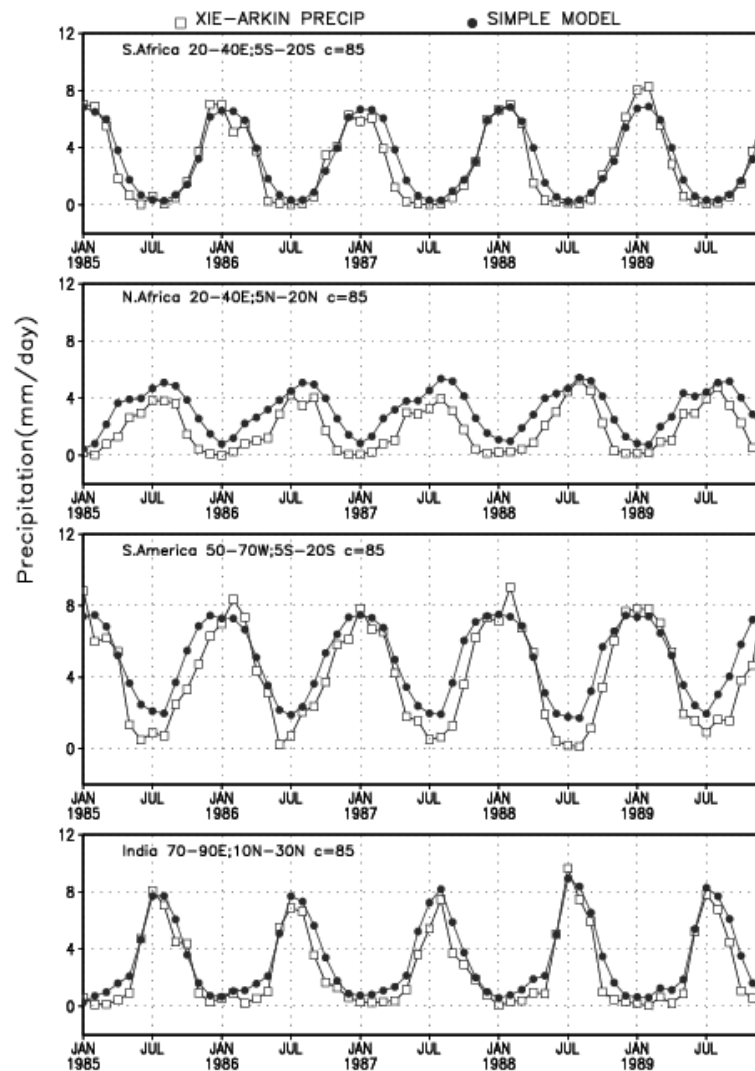 XIE-ARKIN PRECIP SIMPLE MODEL
Precipitation(mm/day)
12
S.Africa 20-40E;5S-20S c=85
8
4
0
JAN JUL JAN JUL JAN JUL JAN JUL JAN JUL
1985 1986 1987 1988 1989
12
N.Africa 20-40E;5N-20N c=85
8
4
0
JAN JUL JAN JUL JAN JUL JAN JUL JAN JUL
1985 1986 1987 1988 1989
12
S.America 50-70W;5S-20S c=85
8
4
0
JAN JUL JAN JUL JAN JUL JAN JUL JAN JUL
1985 1986 1987 1988 1989
12
India 70-90E;10N-30N c=85
8
4
0
JAN JUL JAN JUL JAN JUL JAN JUL JAN JUL
1985 1986 1987 1988 1989